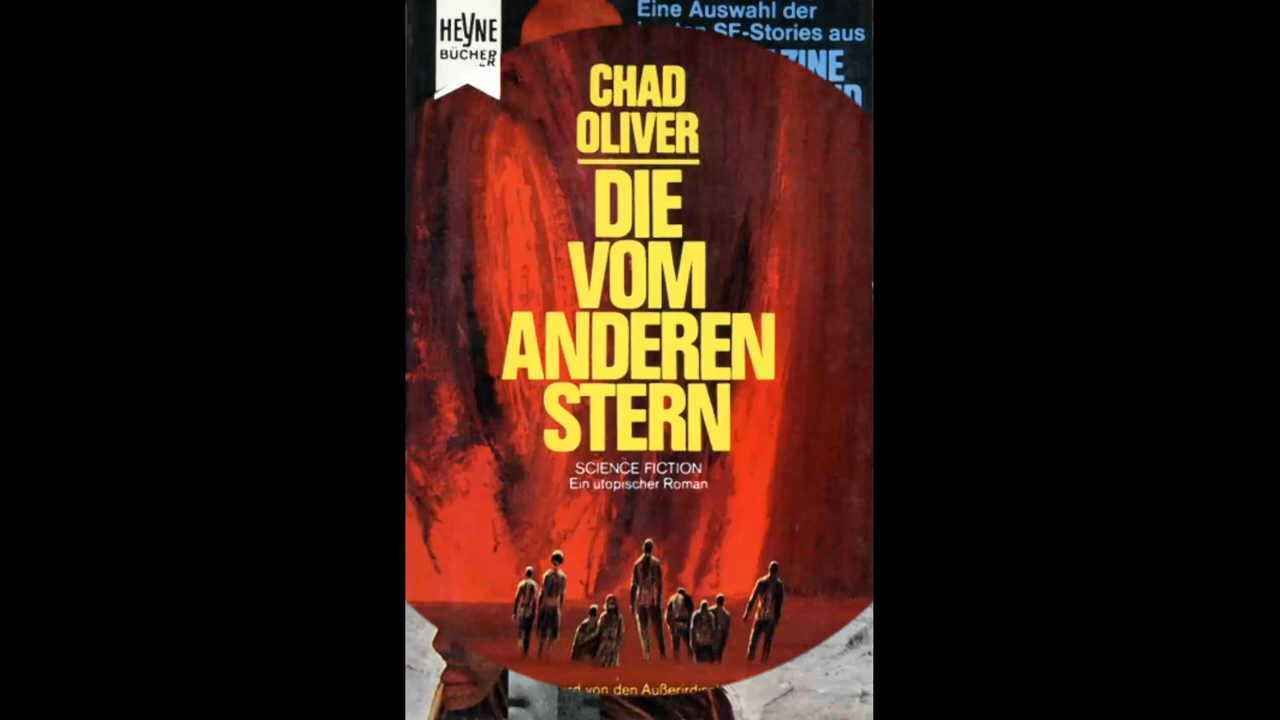 HEYNE
BÜCHER
Eine Auswahl der
SF-Stories aus
CHAD
OLIVER
DIE
VOM
ANDEREN
STERN
SCIENCE FICTION
Ein utopischer Roman
von den